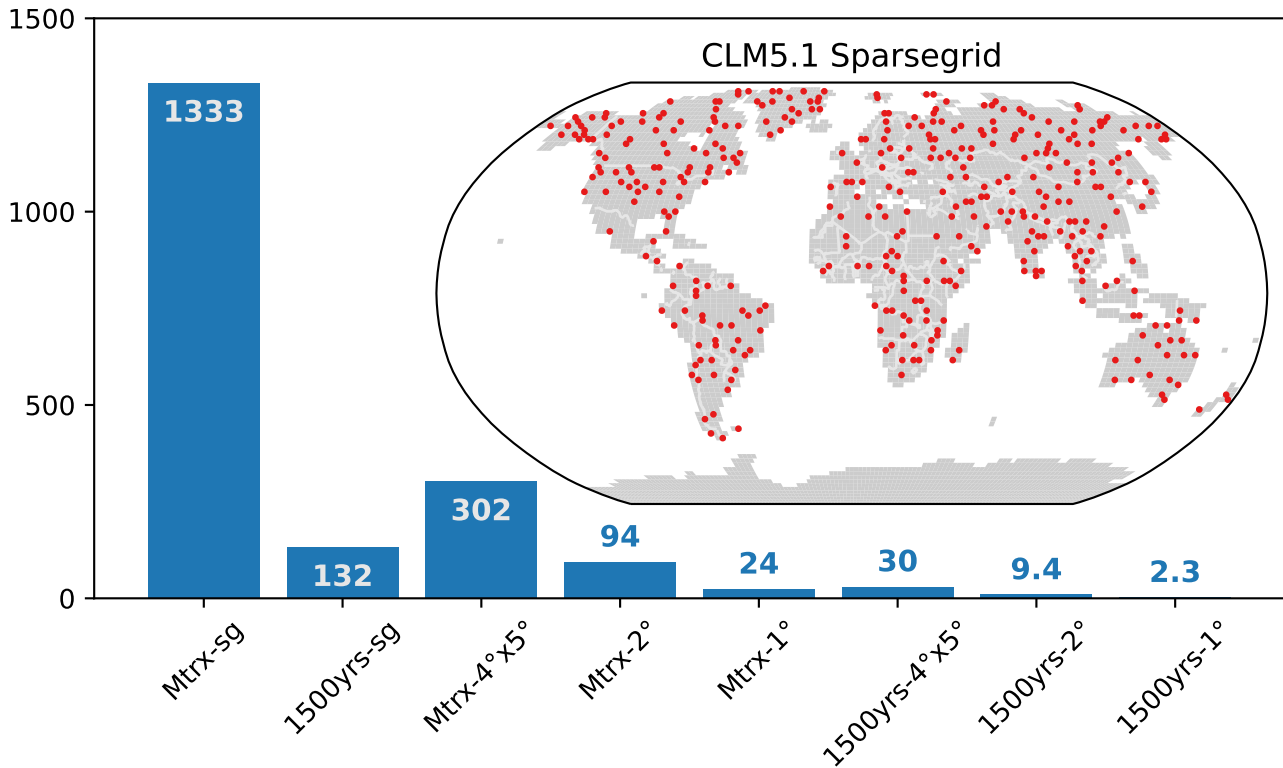 1500
1000
500
0
CLM5.1 Sparsegrid
1333
132
302
94
24
30
9.4
2.3
Mtrx-sg
1500yrs-sg
Mtrx-4°x5°
Mtrx-2°
Mtrx-1°
1500yrs-4°x5°
1500yrs-2°
1500yrs-1°